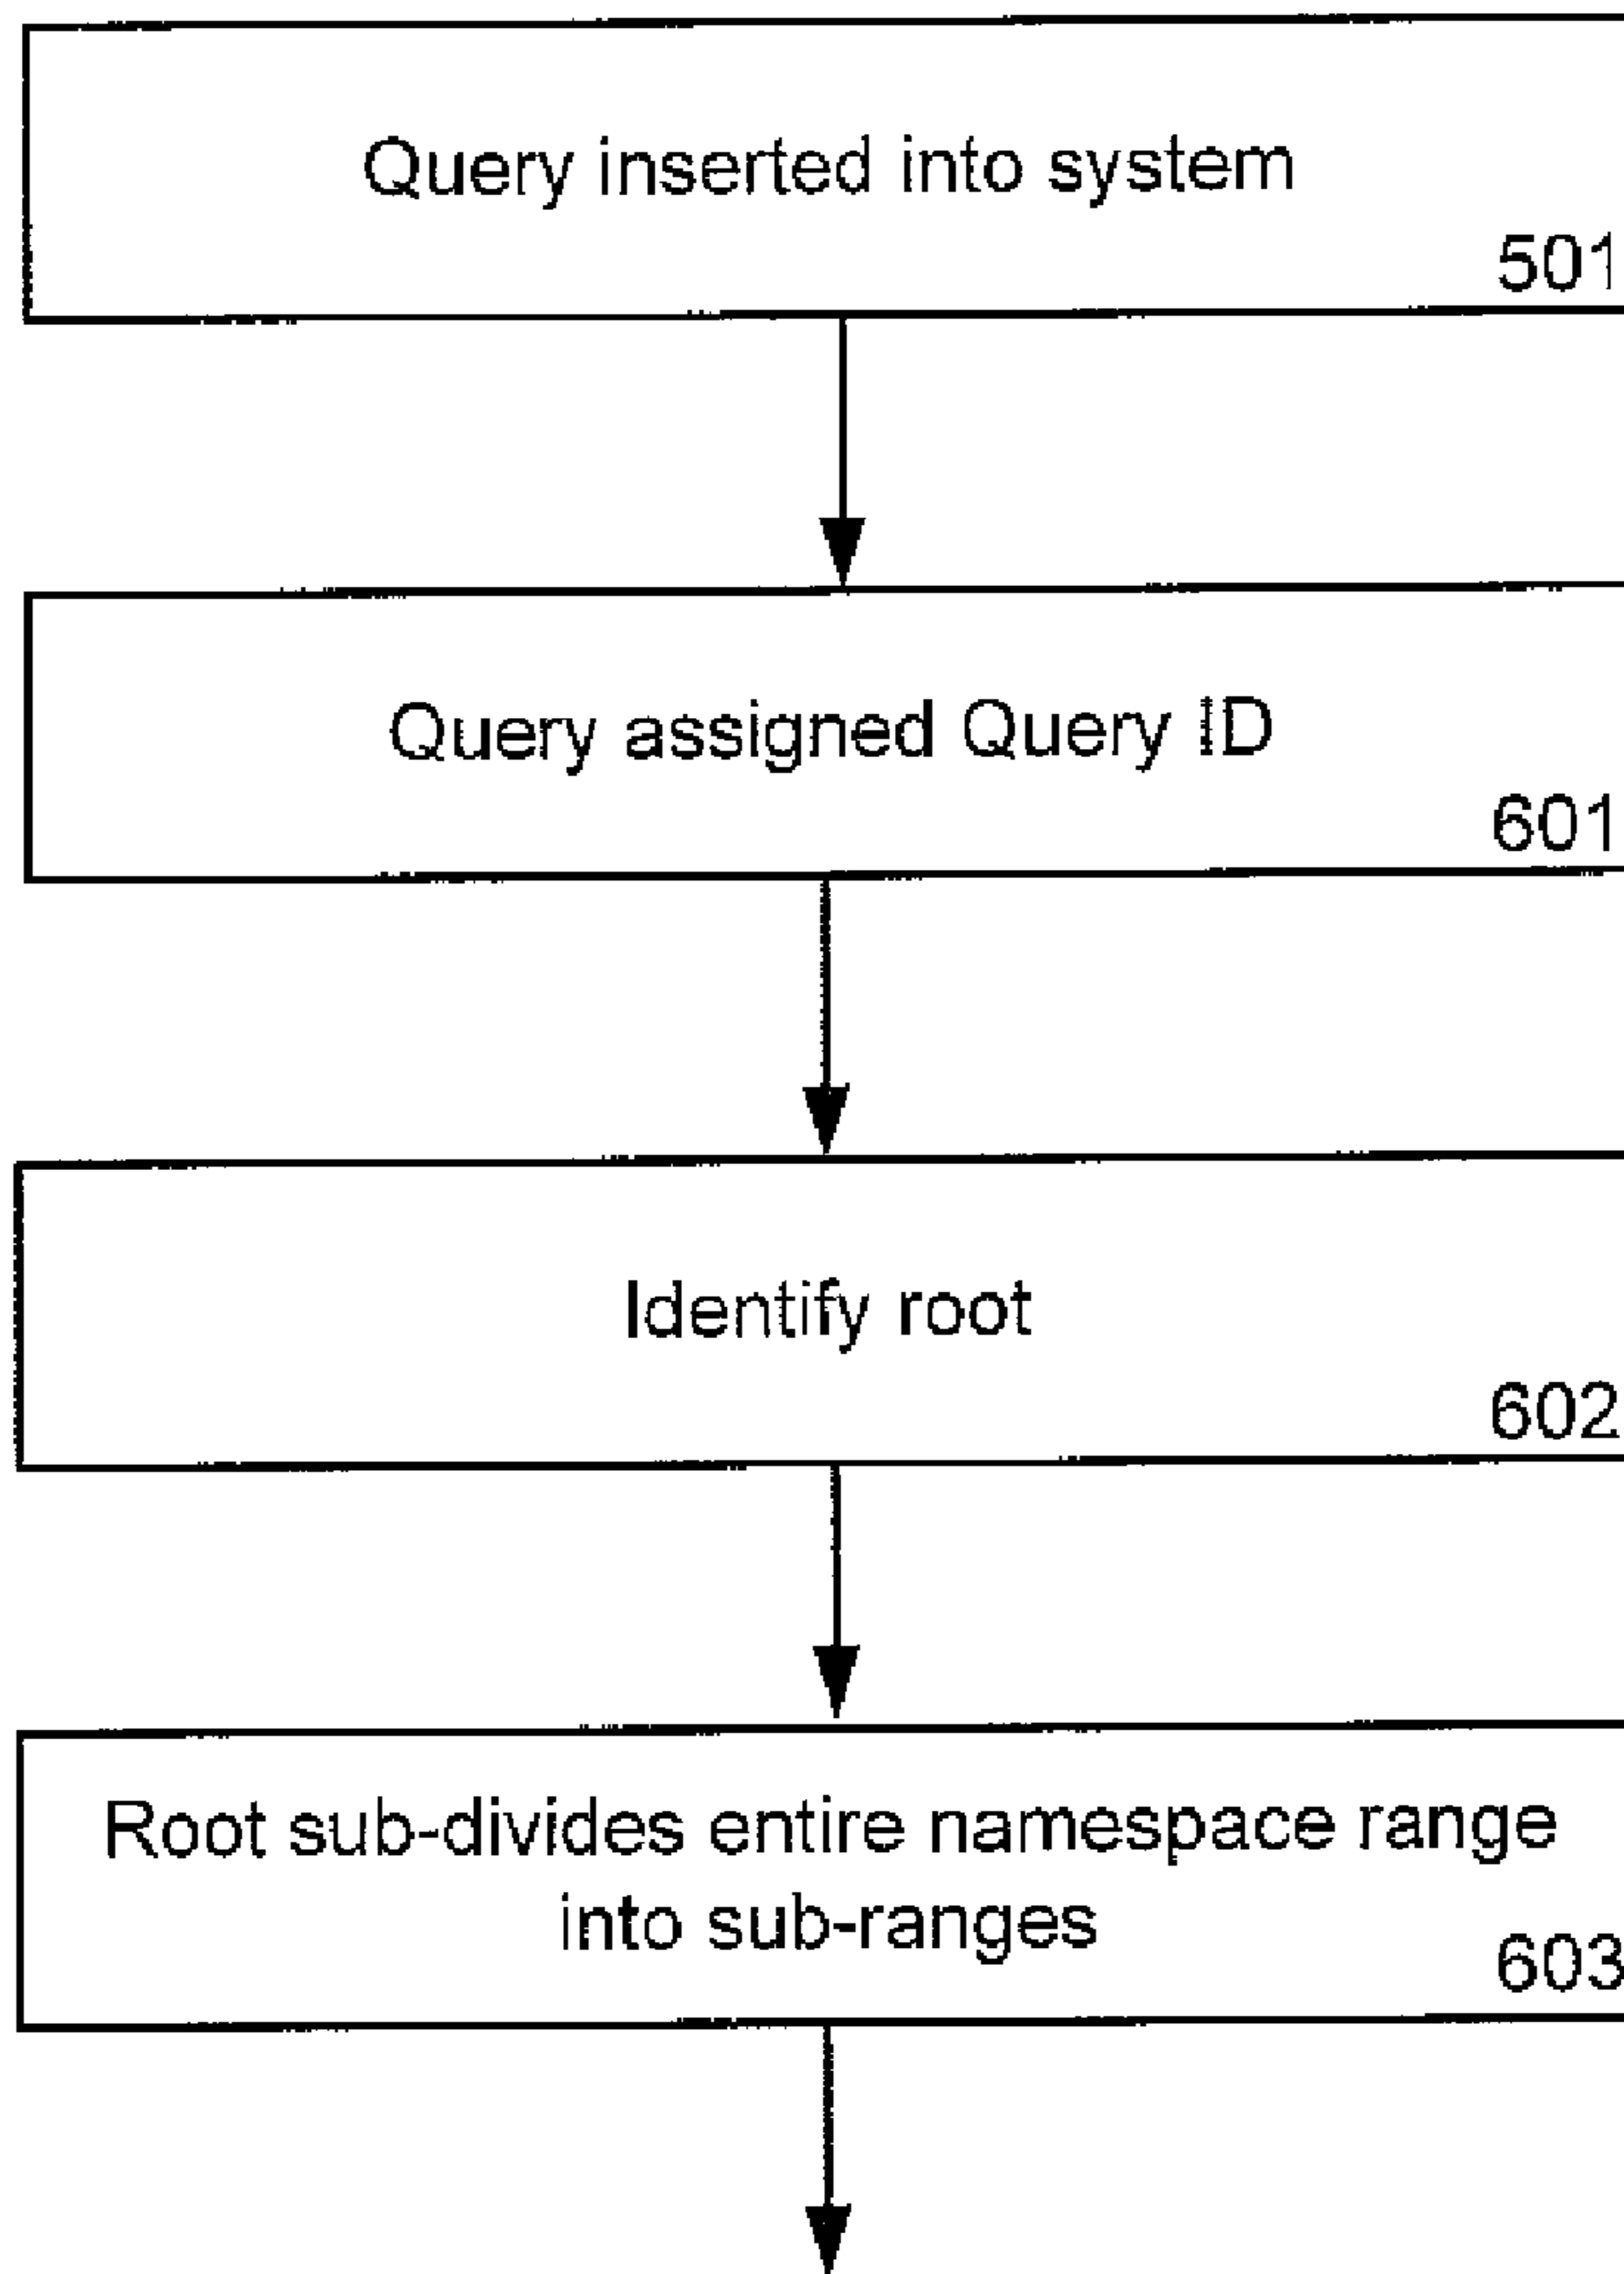 Query inserted into system
501
Query assigned Query ID
601
Identify root
602
Root sub-divides entire namespace range
into sub-ranges
603